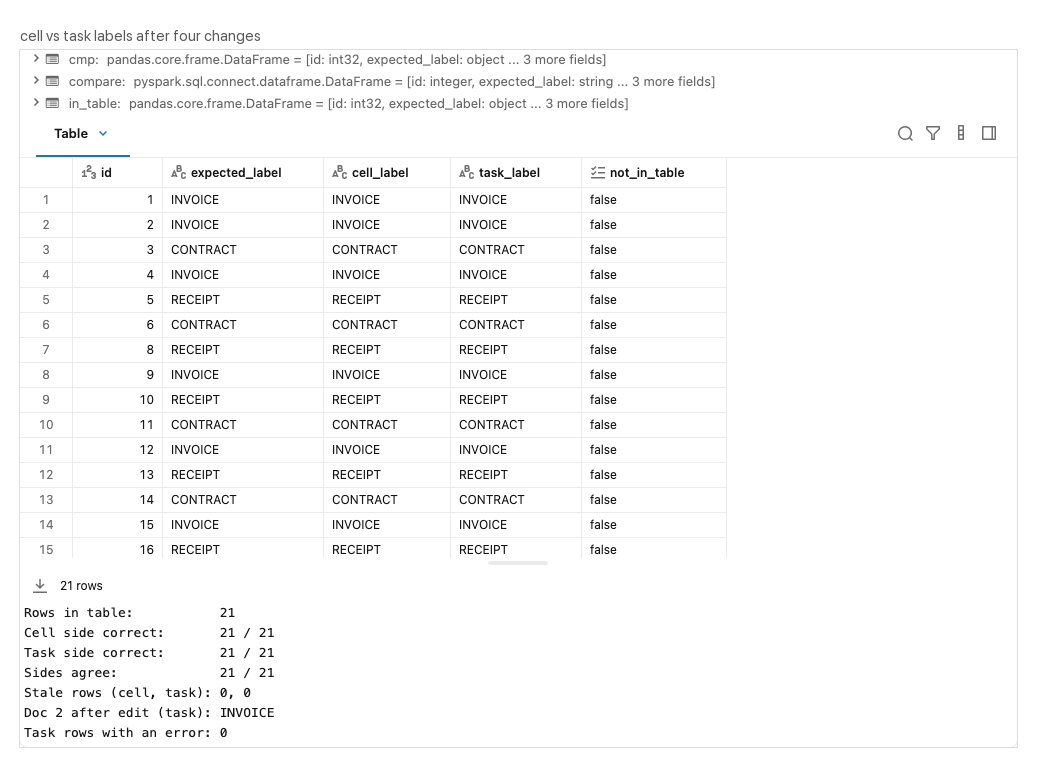 cell vs task labels after four changes
cmp: pandas.core.frame.DataFrame = [id: int32, expected_label: object ... 3 more fields]
compare: pyspark.sql.connect.dataframe.DataFrame = [id: integer, expected_label: string ... 3 more fields]
in_table: pandas.core.frame.DataFrame = [id: int32, expected_label: object ... 3 more fields]
Table
123 id ABC expected_label ABC cell_label ABC task_label not_in_table
1 1 INVOICE INVOICE INVOICE false
2 2 INVOICE INVOICE INVOICE false
3 3 CONTRACT CONTRACT CONTRACT false
4 4 INVOICE INVOICE INVOICE false
5 5 RECEIPT RECEIPT RECEIPT false
6 6 CONTRACT CONTRACT CONTRACT false
7 8 RECEIPT RECEIPT RECEIPT false
8 9 INVOICE INVOICE INVOICE false
9 10 RECEIPT RECEIPT RECEIPT false
10 11 CONTRACT CONTRACT CONTRACT false
11 12 INVOICE INVOICE INVOICE false
12 13 RECEIPT RECEIPT RECEIPT false
13 14 CONTRACT CONTRACT CONTRACT false
14 15 INVOICE INVOICE INVOICE false
15 16 RECEIPT RECEIPT RECEIPT false
21 rows
Rows in table: 21
Cell side correct: 21 / 21
Task side correct: 21 / 21
Sides agree: 21 / 21
Stale rows (cell, task): 0, 0
Doc 2 after edit (task): INVOICE
Task rows with an error: 0